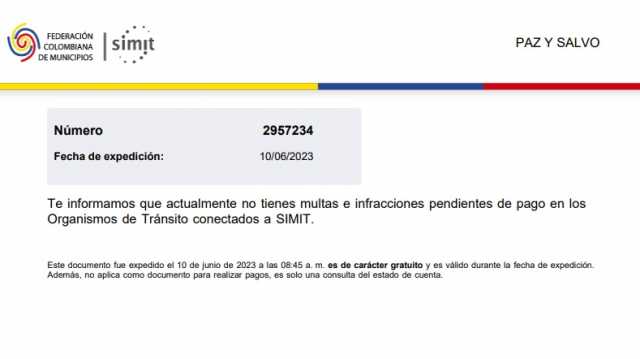 FEDERACIÓN
COLOMBIANA
DE MUNICIPIOS
simit
PAZ Y SALVO
Número 2957234
Fecha de expedición: 10/06/2023
Te informamos que actualmente no tienes multas e infracciones pendientes de pago en los
Organismos de Tránsito conectados a SIMIT.
Este documento fue expedido el 10 de junio de 2023 a las 08:45 a. m. es de carácter gratuito y es válido durante la fecha de expedición.
Además, no aplica como documento para realizar pagos, es solo una consulta del estado de cuenta.